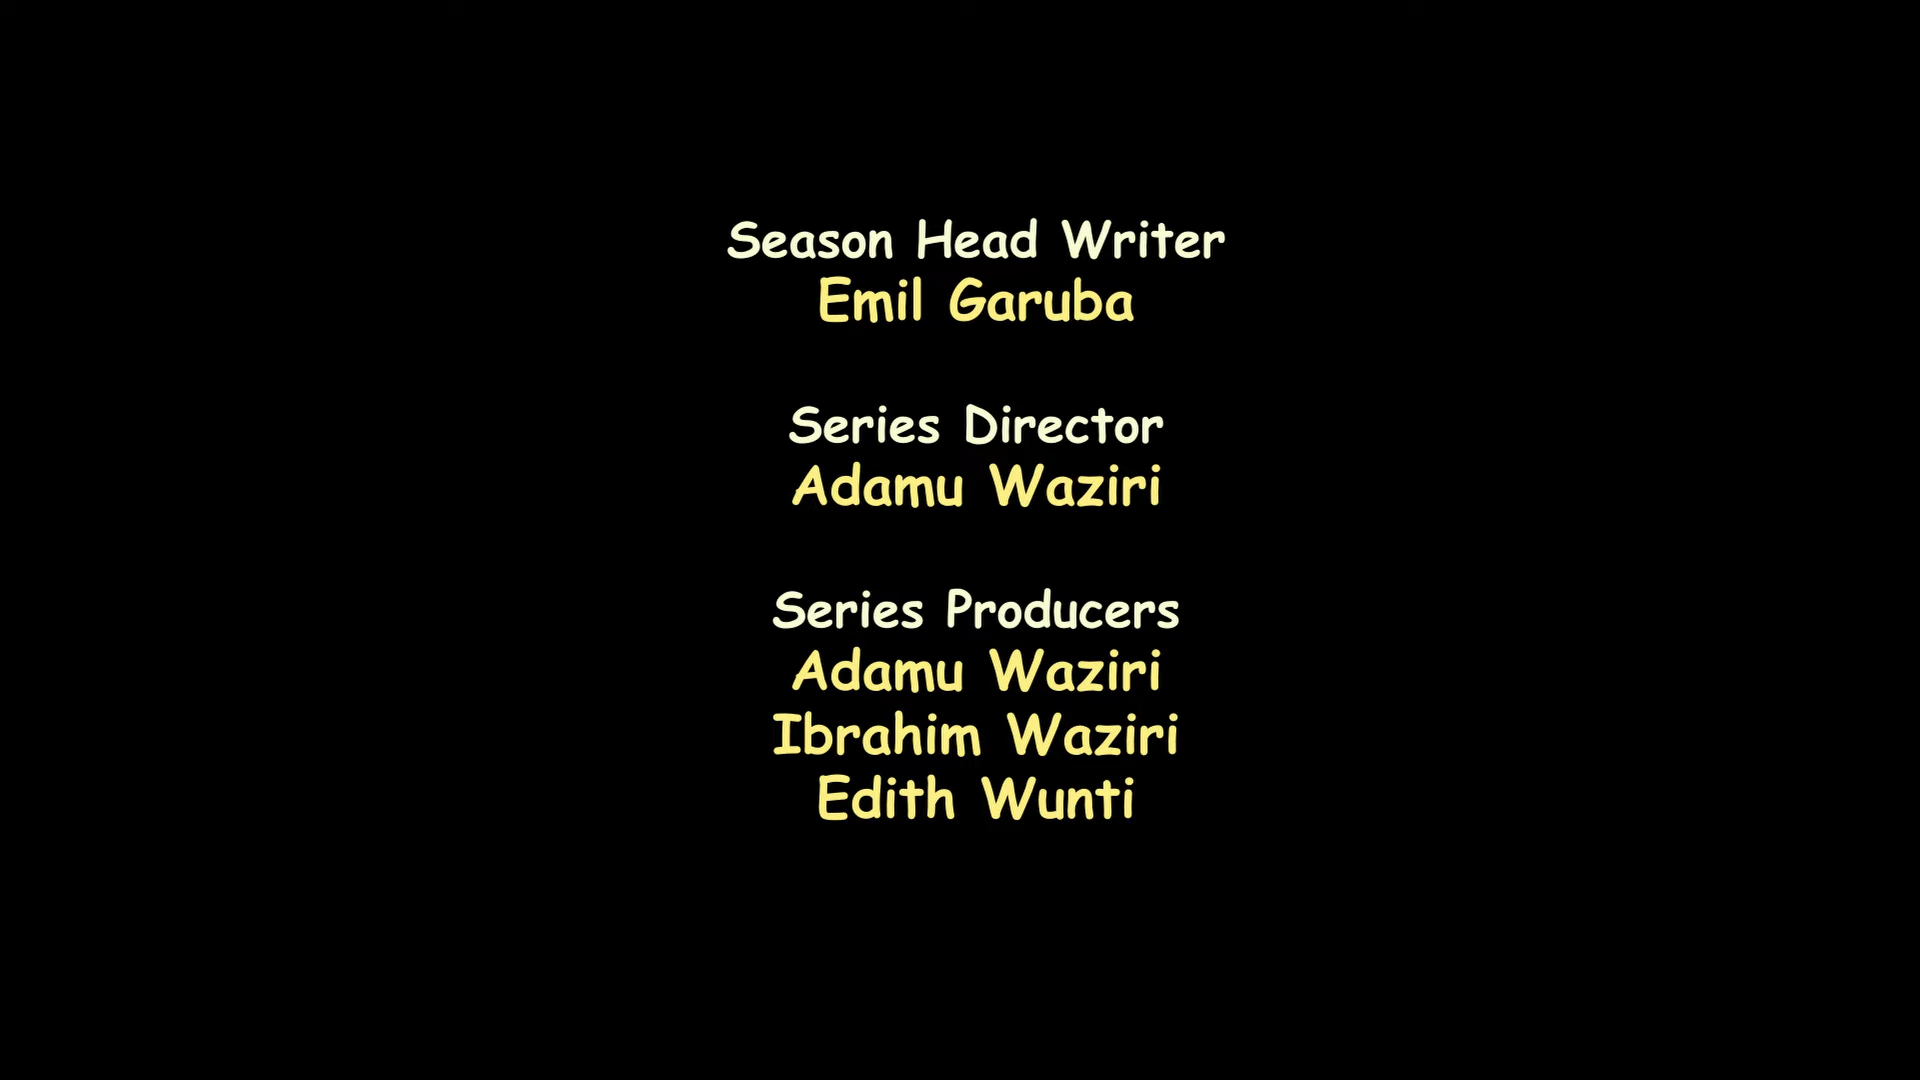 Season Head Writer
Emil Garuba
Series Director
Adamu Waziri
Series Producers
Adamu Waziri
Ibrahim Waziri
Edith Wunti